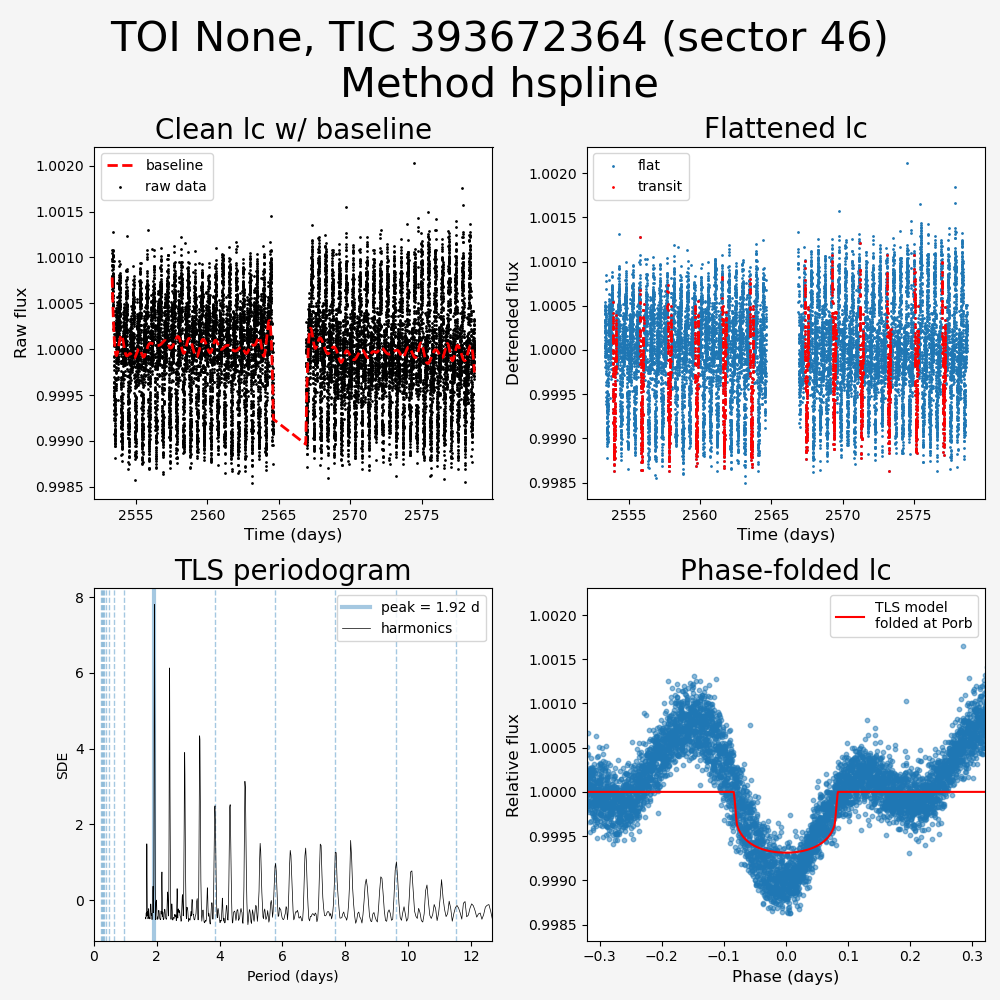 TOI None, TIC 393672364 (sector 46)
Method hspline
Clean lc w/ baseline
baseline
raw data
1.0020
1.0015
1.0010
1.0005
1.0000
0.9995
0.9990
0.9985
Raw flux
2555
2560
2565
2570
2575
Time (days)
Flattened lc
flat
transit
1.0020
1.0015
1.0010
1.0005
1.0000
0.9995
0.9990
0.9985
Detrended flux
2555
2560
2565
2570
2575
Time (days)
TLS periodogram
peak = 1.92 d
harmonics
8
6
4
2
0
SDE
0
2
4
6
8
10
12
Period (days)
Phase-folded lc
TLS model
folded at Porb
1.0020
1.0015
1.0010
1.0005
1.0000
0.9995
0.9990
0.9985
Relative flux
−0.3
−0.2
−0.1
0.0
0.1
0.2
0.3
Phase (days)